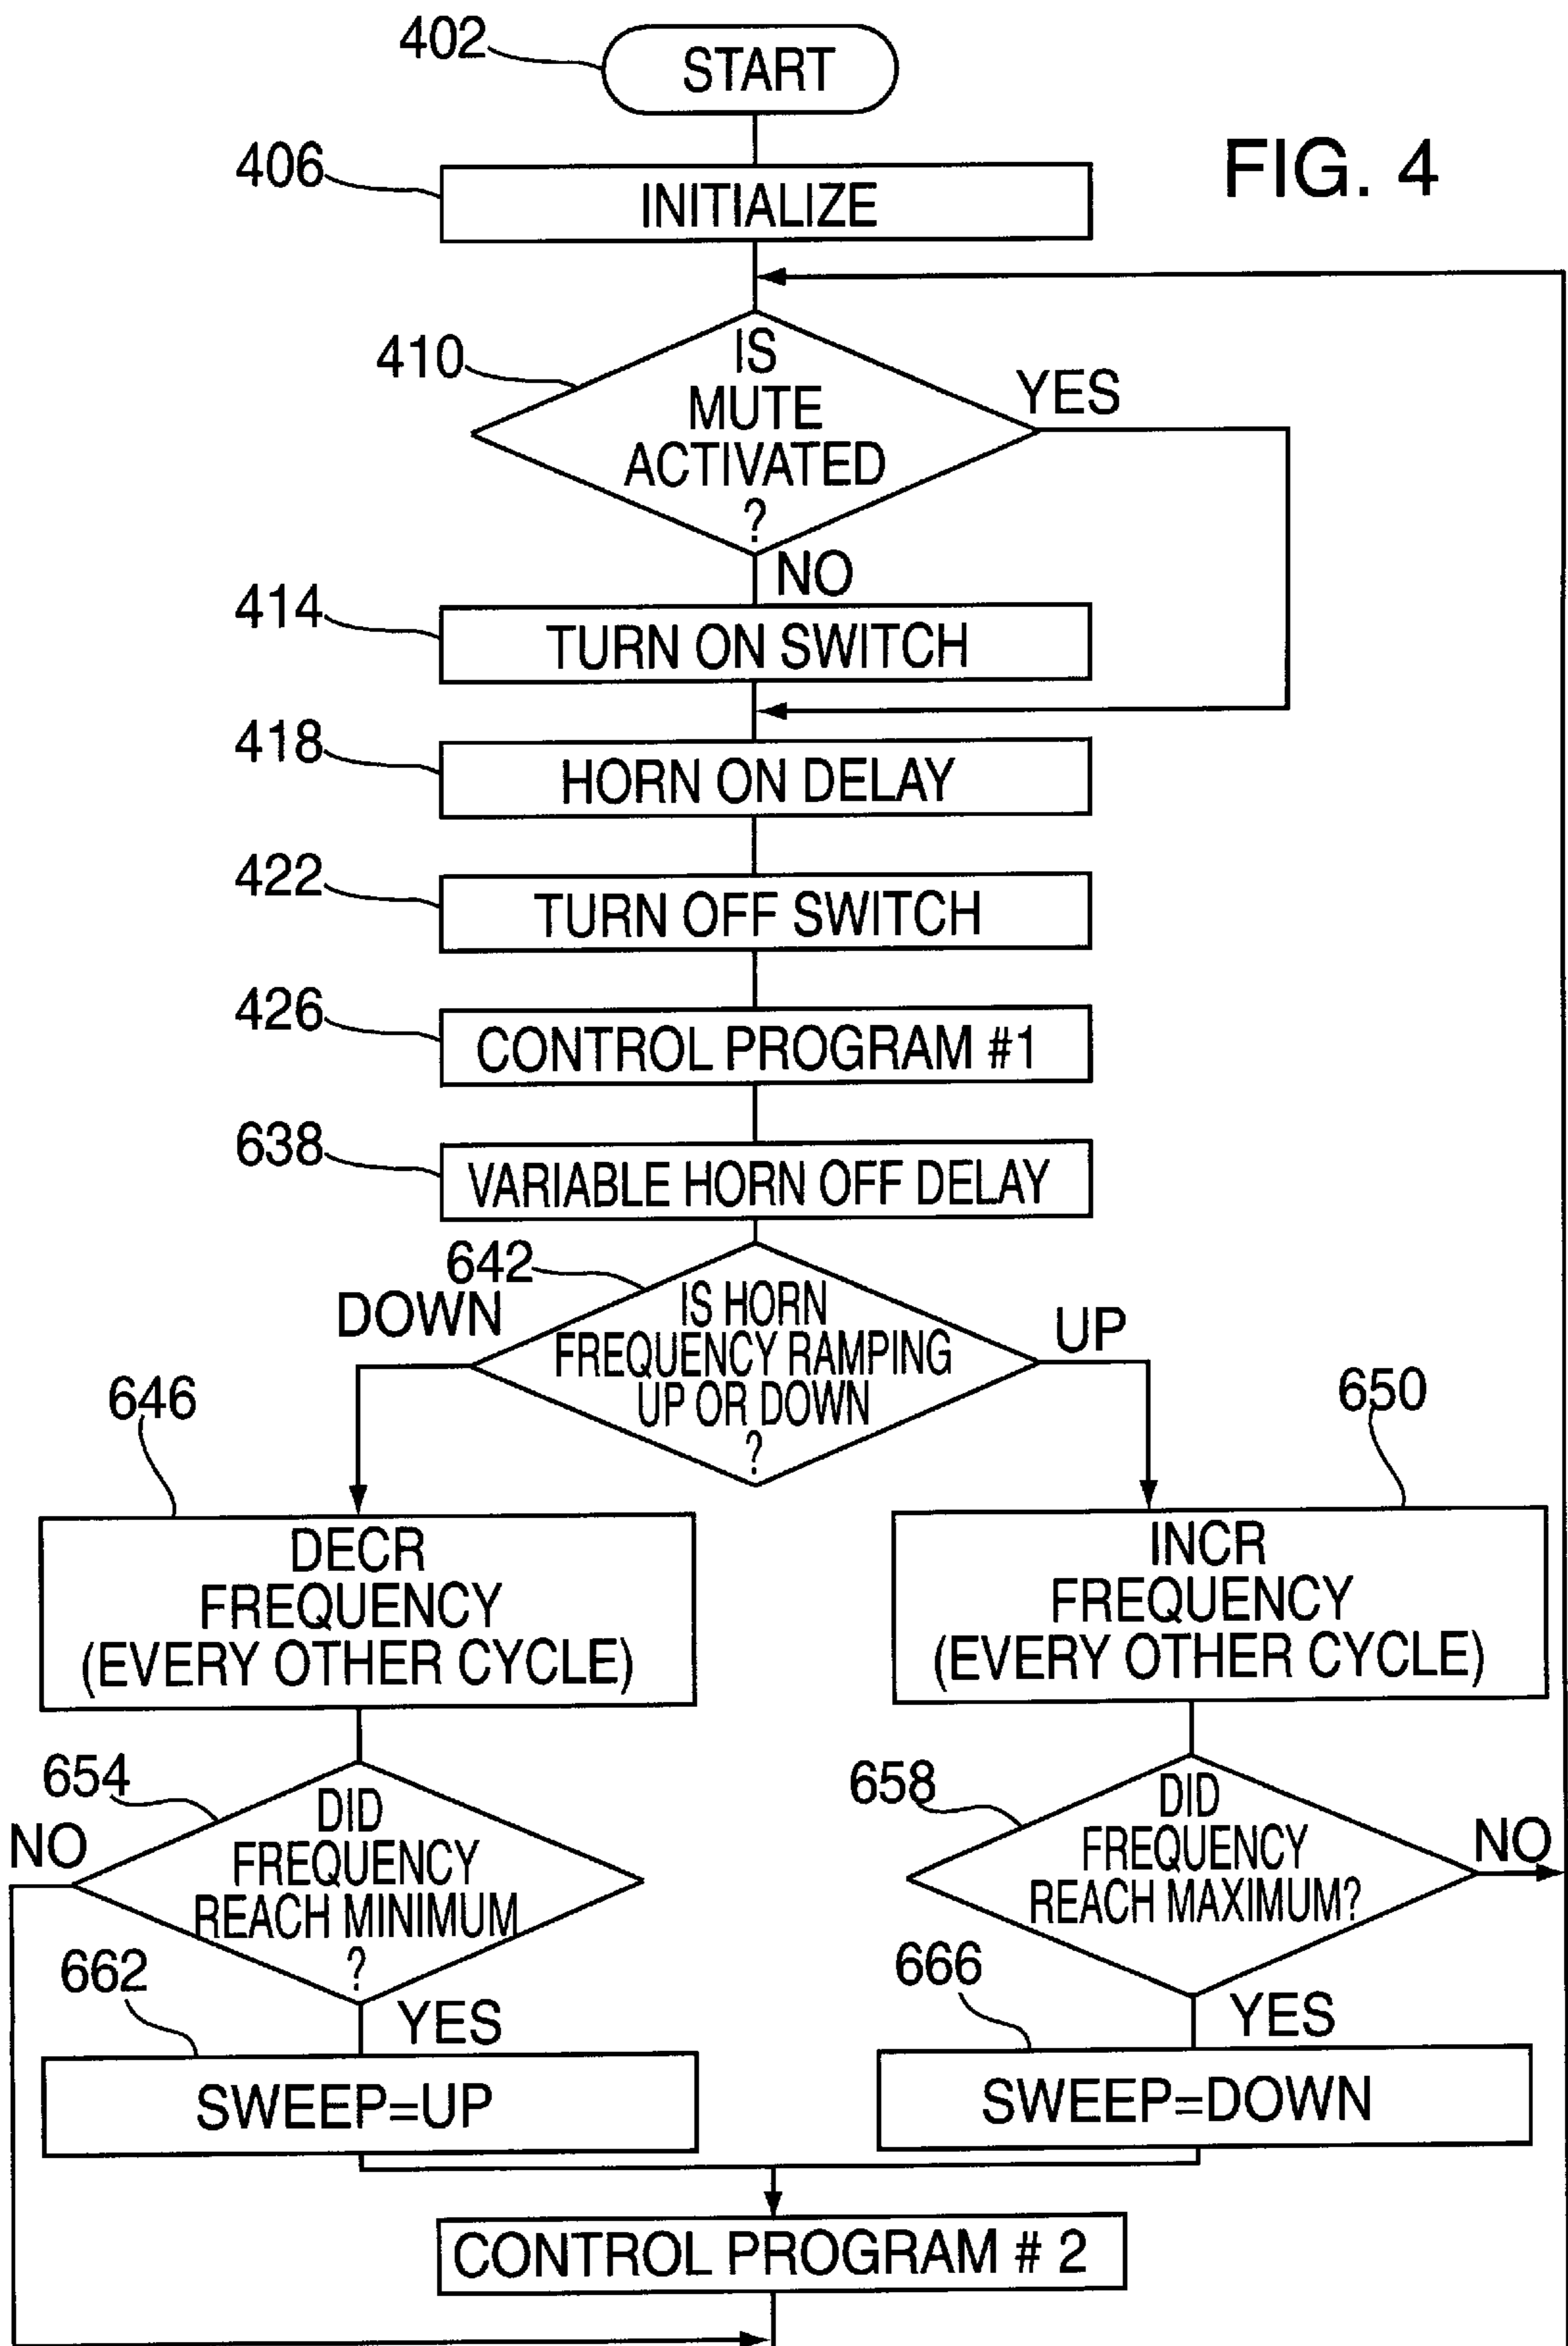 402
START
FIG. 4
406
INITIALIZE
410
IS
MUTE
ACTIVATED
?
YES
NO
414
TURN ON SWITCH
418
HORN ON DELAY
422
TURN OFF SWITCH
426
CONTROL PROGRAM #1
638
VARIABLE HORN OFF DELAY
642
IS HORN
FREQUENCY RAMPING
UP OR DOWN
?
DOWN
UP
646
DECR
FREQUENCY
(EVERY OTHER CYCLE)
650
INCR
FREQUENCY
(EVERY OTHER CYCLE)
654
DID
FREQUENCY
REACH MINIMUM
?
NO
YES
658
DID
FREQUENCY
REACH MAXIMUM?
NO
YES
662
SWEEP=UP
666
SWEEP=DOWN
CONTROL PROGRAM # 2